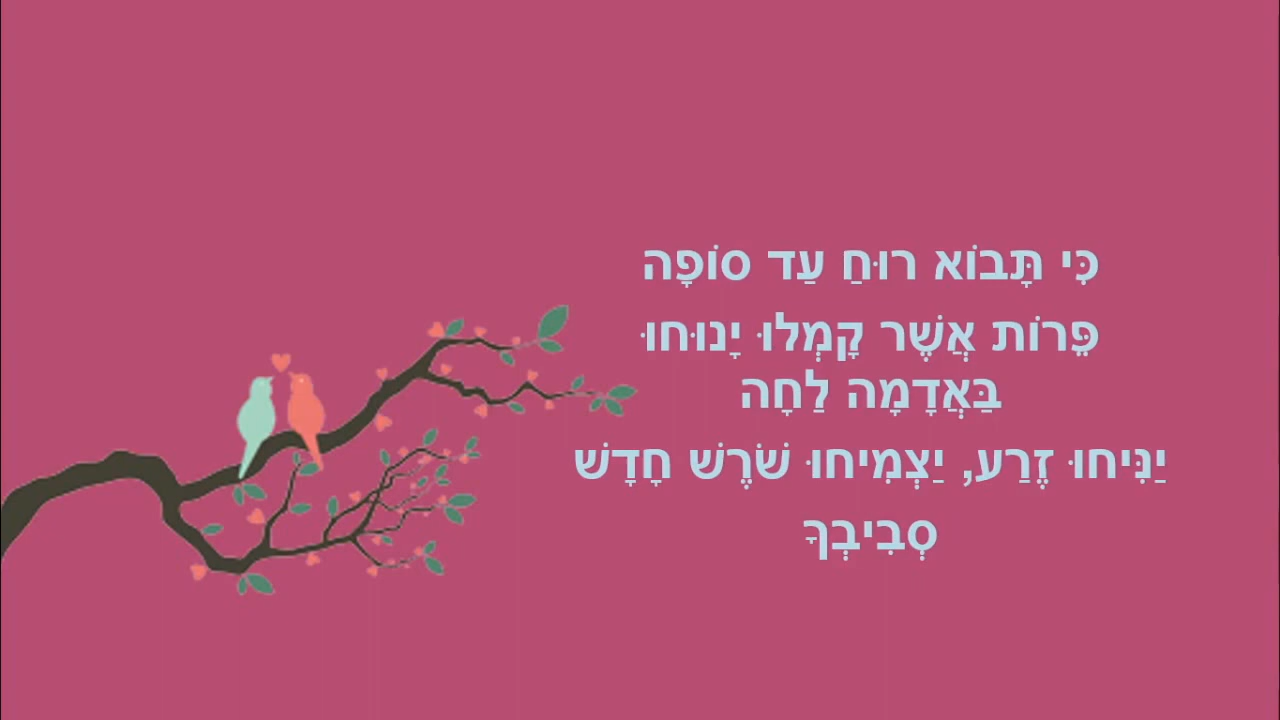 כִּי תָּבוֹא רוּחַ עַד סוֹפָה
פֵּרוֹת אֲשֶׁר קָמְלוּ יָנוּחוּ
בַּאֲדָמָה לַחָה
יַנִּיחוּ זֶרַע, יַצְמִיחוּ שֹׁרֶשׁ חָדָשׁ
סְבִיבְךָ